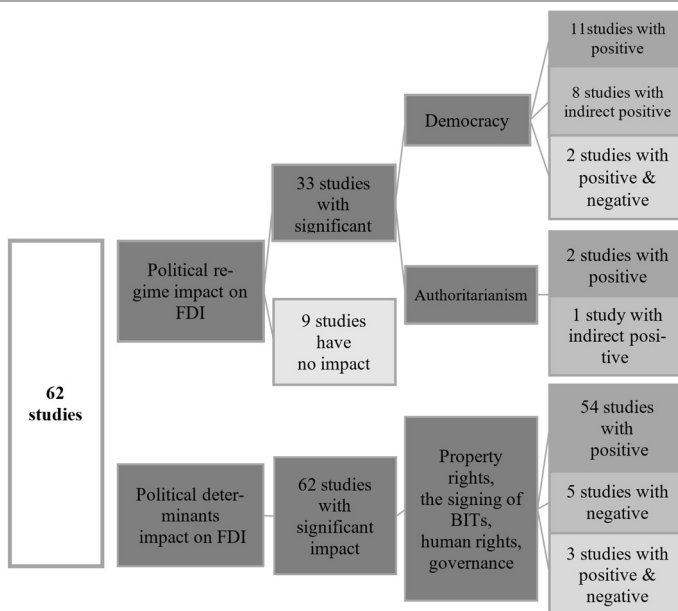 62
studies
Political re-
gime impact on
FDI
33 studies
with
significant
9 studies
have
no impact
Democracy
11studies with
positive
8 studies with
indirect positive
2 studies with
positive &
negative
Authoritarianism
2 studies with
positive
1 study with
indirect posi-
tive
Political deter-
minants
impact on FDI
62 studies
with
significant
impact
Property
rights,
the signing of
BITs,
human rights,
governance
54 studies
with
positive
5 studies with
negative
3 studies with
positive &
negative